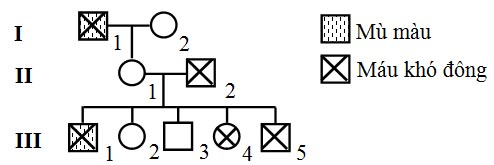 I 1 2 Mù màu
II 1 2 Máu khó đông
III 1 2 3 4 5